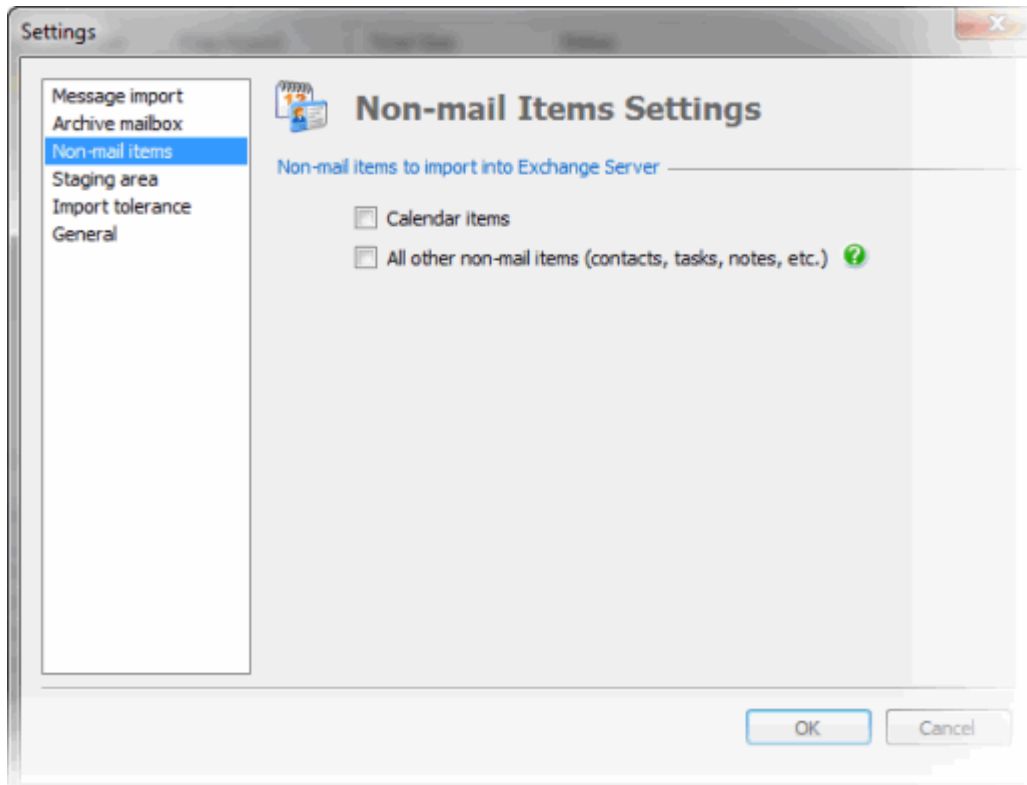 Settings
Message import
Archive mailbox
Non-mail items
Staging area
Import tolerance
General
Non-mail Items Settings
Non-mail items to import into Exchange Server
Calendar items
All other non-mail items (contacts, tasks, notes, etc.)
OK
Cancel